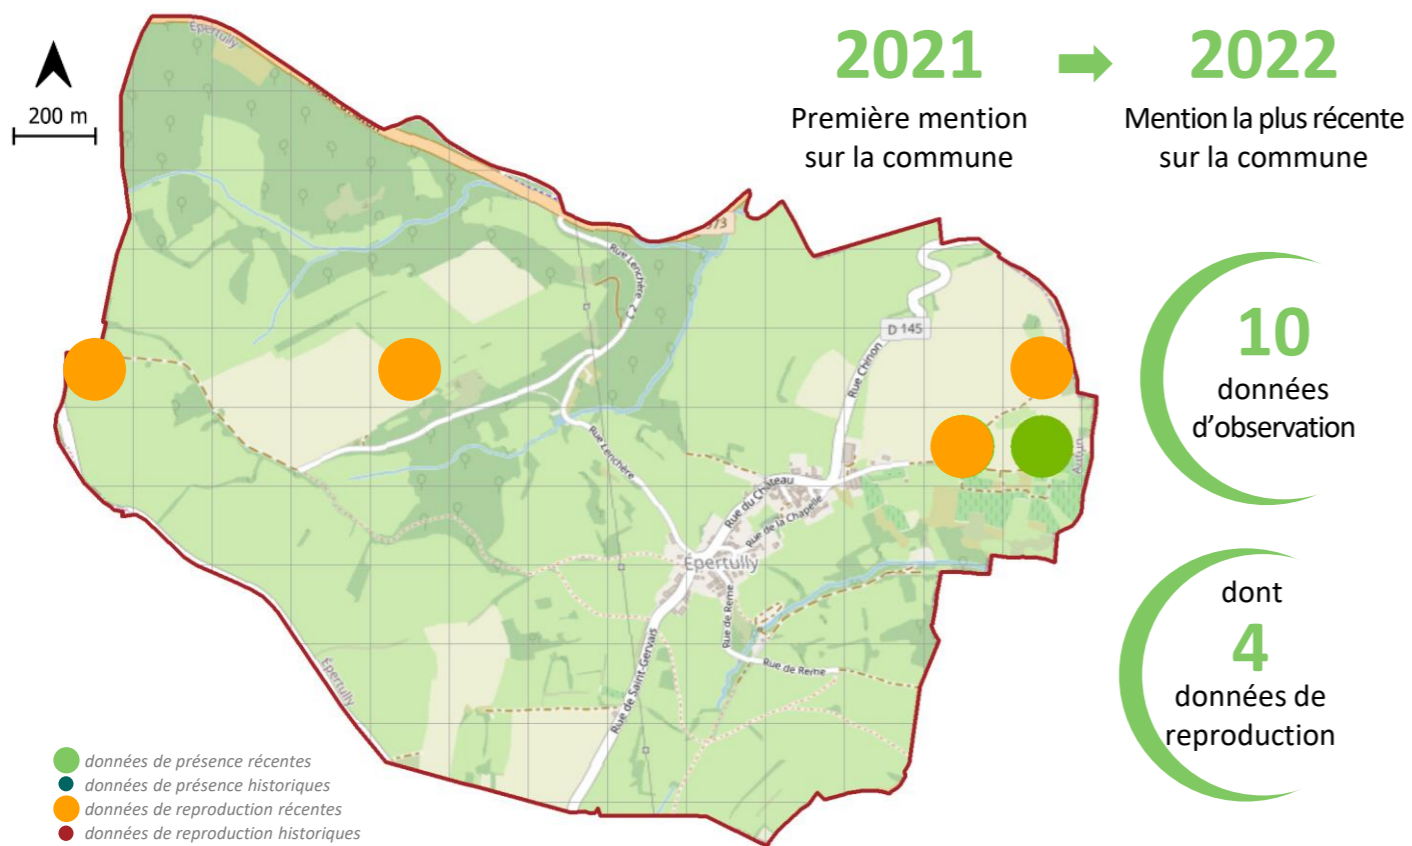 2021
2022
Première mention
sur la commune
Mention la plus récente
sur la commune
200 m
Épertully
973
Rue Lenchère
C 2
D 145
Rue Chinon
Autun
Rue Lenchère
Rue du Château
Rue de la Chapelle
Épertully
Rue de Reme
Rue de Reme
Rue de Saint-Gervais
Épertully
10
données
d’observation
dont
4
données de
reproduction
données de présence récentes
données de présence historiques
données de reproduction récentes
données de reproduction historiques